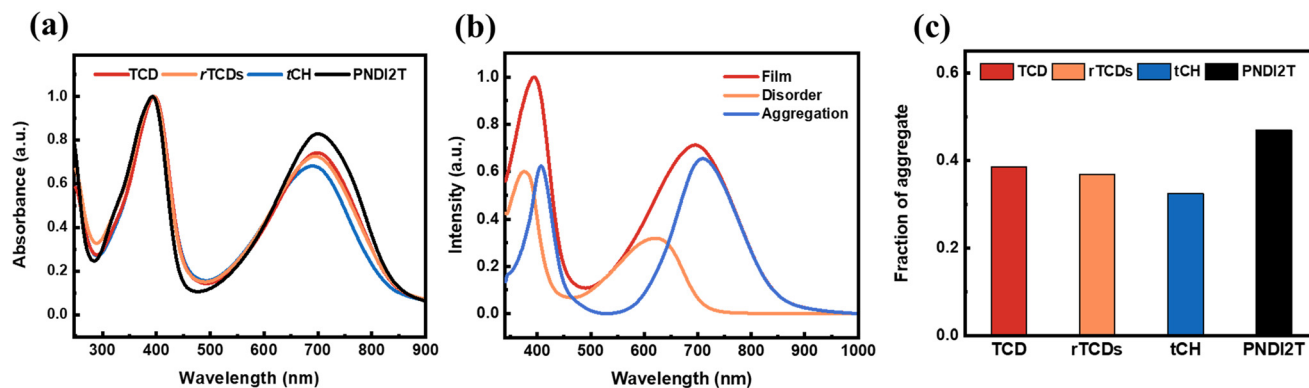 (a)
TCD rTCDs tCH PNDI2T
Absorbance (a.u.)
1.0
0.8
0.6
0.4
0.2
0.0
300 400 500 600 700 800 900
Wavelength (nm)
(b)
Film
Disorder
Aggregation
Intensity (a.u.)
1.0
0.8
0.6
0.4
0.2
0.0
400 500 600 700 800 900 1000
Wavelength (nm)
(c)
TCD rTCDs tCH PNDI2T
Fraction of aggregate
0.6
0.4
0.2
0.0
TCD rTCDs tCH PNDI2T